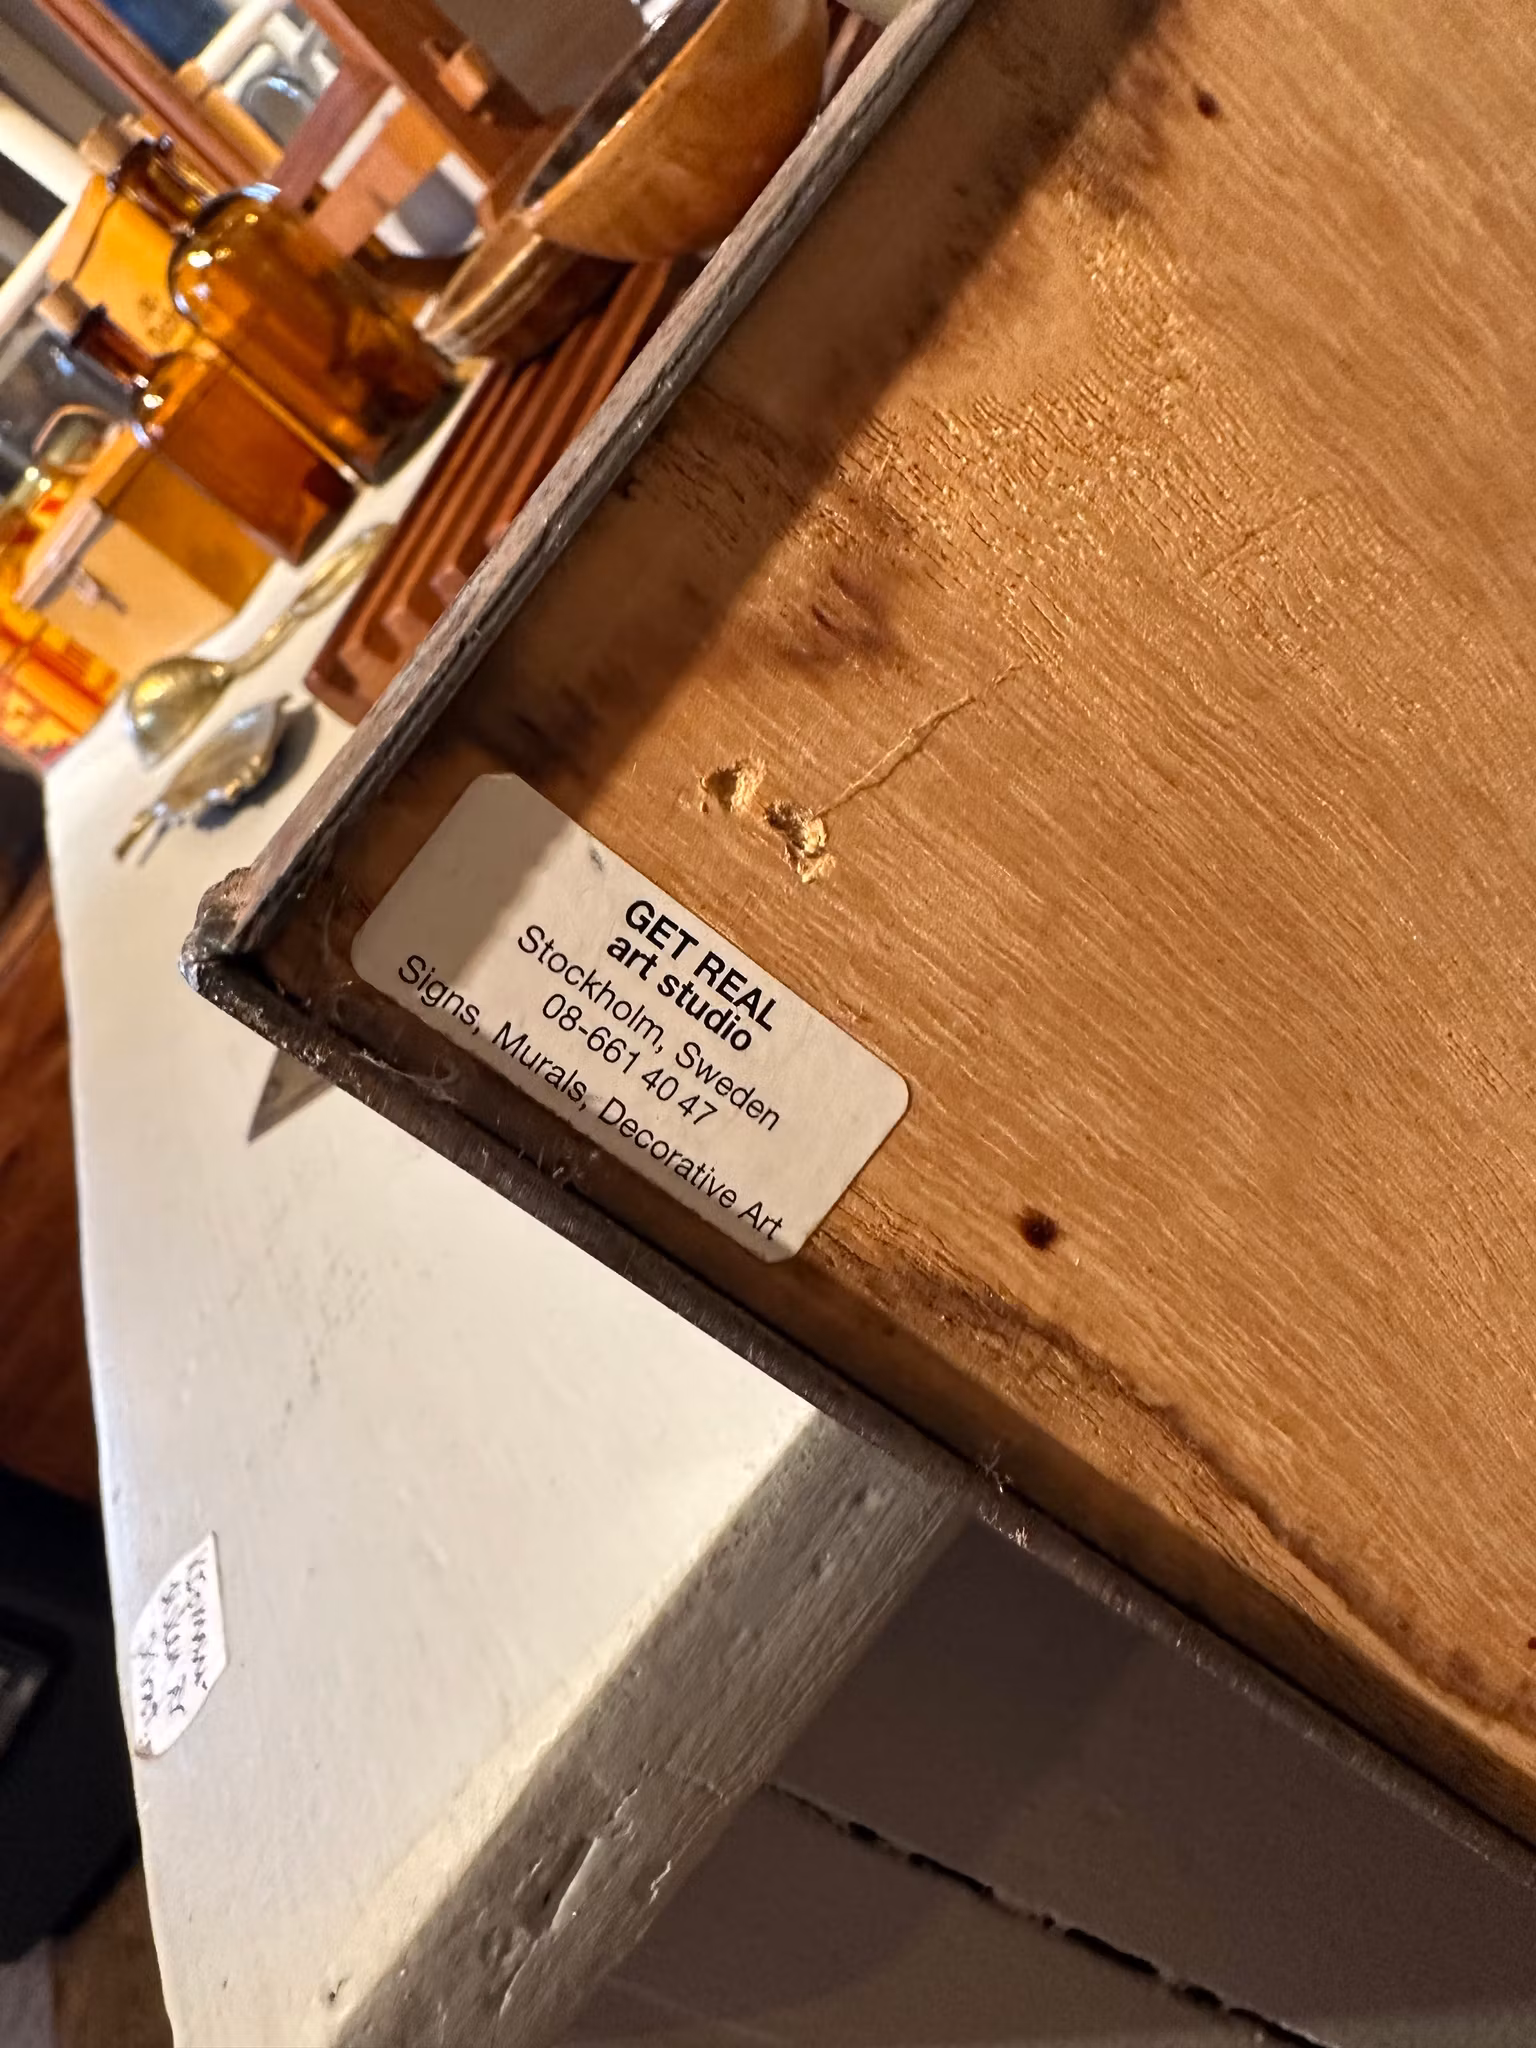 GET REAL
art studio
Stockholm, Sweden
08-661 40 47
Signs, Murals, Decorative Art